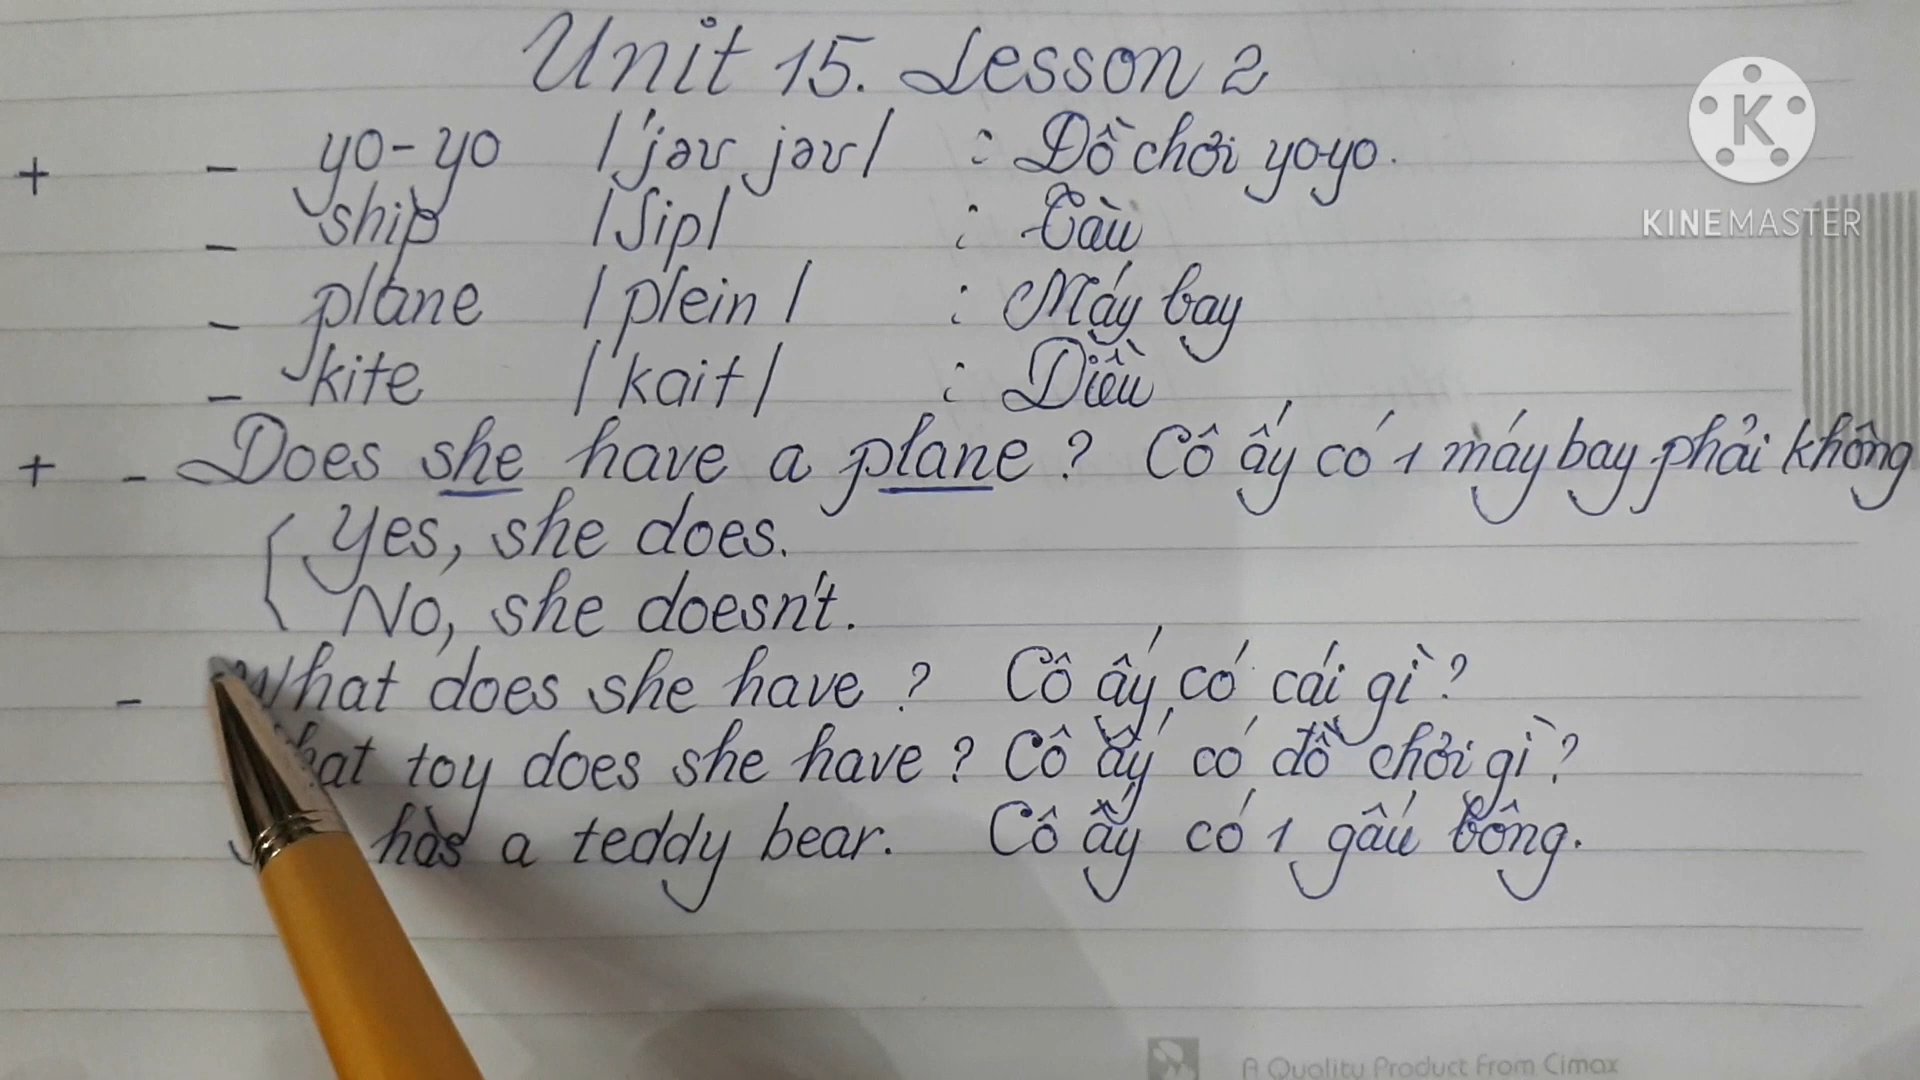 Unit 15. Lesson 2
+ - yo-yo /'jəʊ jəʊ/ : Đồ chơi yoyo.
- ship /ʃip/ : Tàu
- plane /plein/ : Máy bay
- kite /kait/ : Diều
+ - Does she have a plane? Cô ấy có 1 máy bay phải không
Yes, she does.
No, she doesn't.
- What does she have? Cô ấy có cái gì?
toy does she have? Cô ấy có đồ chơi gì?
has a teddy bear. Cô ấy có 1 gấu bông.
K
KINEMASTER
A Quality Product From Cimax